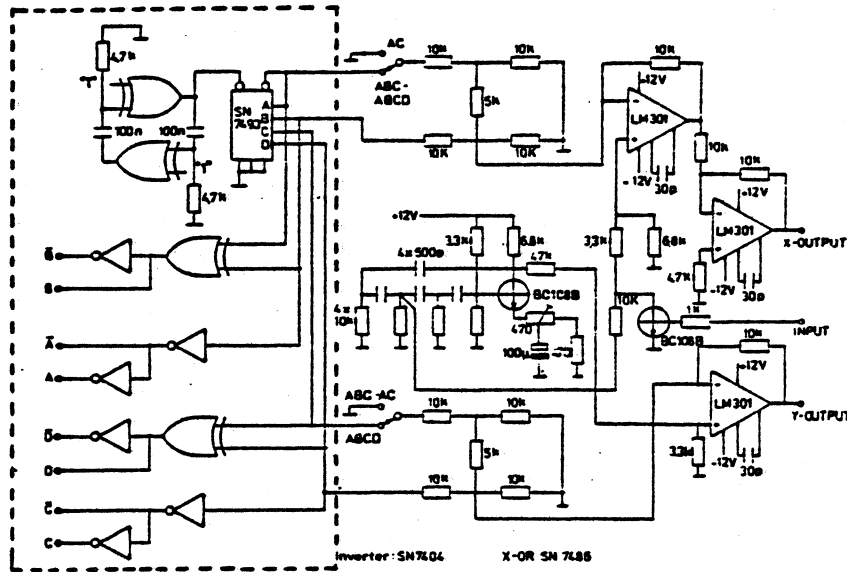 4,7k
"1"
100n
100n
"1"
4,7k
SN
7493
A
B
C
D
AC
ABC-
ABCD
10k
10k
5k
10K
10K
10k
-12V
LM301
-12V
30p
10k
10k
+12V
LM301
X-OUTPUT
4,7k
-12V
30p
+12V
3,3k
6,8k
4x500p
47k
4x
10k
BC108B
470
100µ
3,3k
6,8k
10K
1k
INPUT
BC108B
B̅
B
A̅
A
D̅
D
C̅
C
ABC-AC
ABCD
10k
10k
5k
10k
10k
10k
+12V
LM301
Y-OUTPUT
3,3k
-12V
30p
Inverter: SN7404
X-OR SN 7486